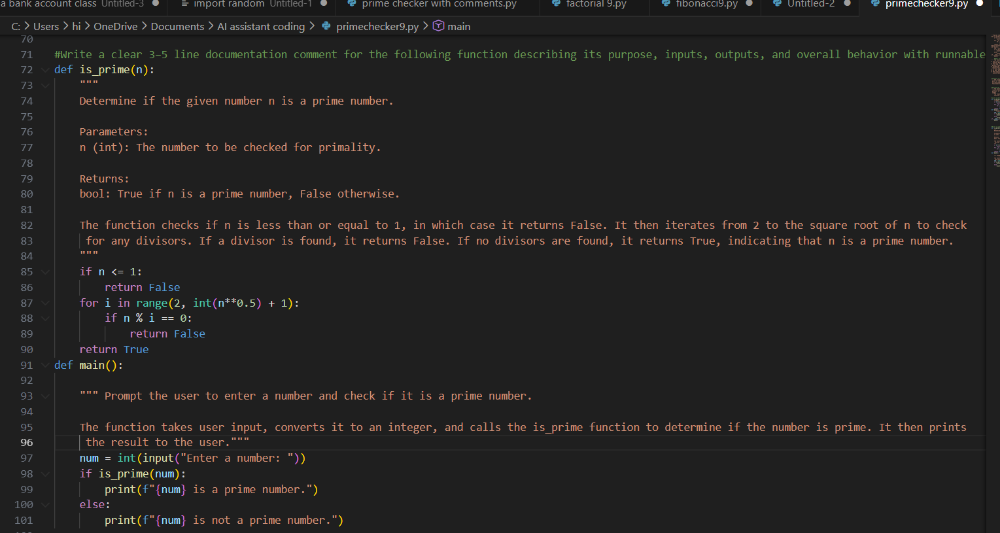 a bank account class Untitled-3 import random Untitled-1 prime checker with comments.py factorial 9.py fibonacci9.py Untitled-2 primechecker9.py
C: > Users > hi > OneDrive > Documents > AI assistant coding > primechecker9.py > main
70
71 #Write a clear 3–5 line documentation comment for the following function describing its purpose, inputs, outputs, and overall behavior with runnable
72 def is_prime(n):
73 """
74 Determine if the given number n is a prime number.
75
76 Parameters:
77 n (int): The number to be checked for primality.
78
79 Returns:
80 bool: True if n is a prime number, False otherwise.
81
82 The function checks if n is less than or equal to 1, in which case it returns False. It then iterates from 2 to the square root of n to check
83 for any divisors. If a divisor is found, it returns False. If no divisors are found, it returns True, indicating that n is a prime number.
84 """
85 if n <= 1:
86 return False
87 for i in range(2, int(n**0.5) + 1):
88 if n % i == 0:
89 return False
90 return True
91 def main():
92
93 """ Prompt the user to enter a number and check if it is a prime number.
94
95 The function takes user input, converts it to an integer, and calls the is_prime function to determine if the number is prime. It then prints
96 the result to the user."""
97 num = int(input("Enter a number: "))
98 if is_prime(num):
99 print(f"{num} is a prime number.")
100 else:
101 print(f"{num} is not a prime number.")